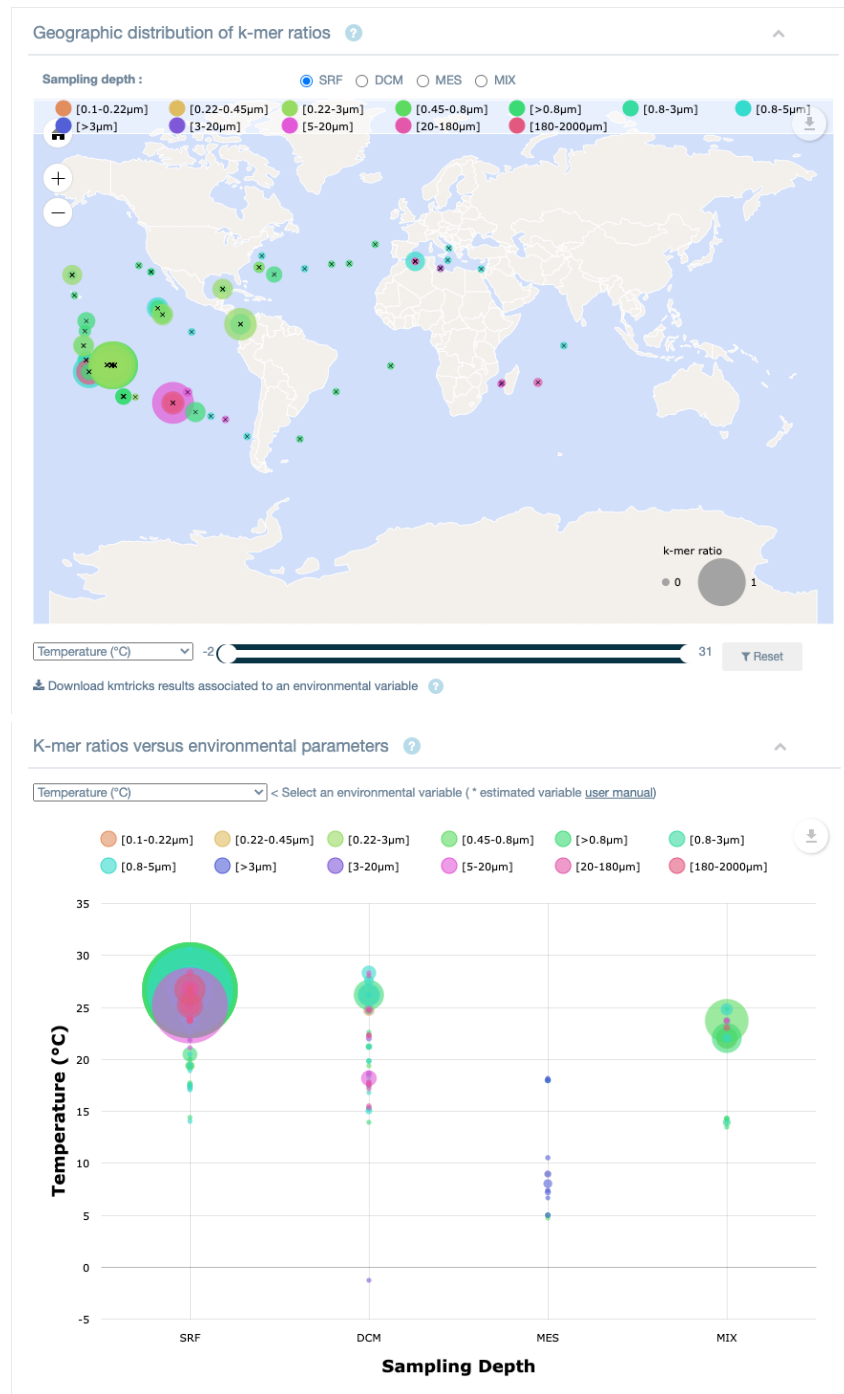 Geographic distribution of k-mer ratios ?
Sampling depth : SRF DCM MES MIX
[0.1-0.22µm] [0.22-0.45µm] [0.22-3µm] [0.45-0.8µm] [>0.8µm] [0.8-3µm] [0.8-5µm]
[>3µm] [3-20µm] [5-20µm] [20-180µm] [180-2000µm]
+
−
k-mer ratio
0 1
Temperature (°C) -2 31 Reset
Download kmtricks results associated to an environmental variable ?
K-mer ratios versus environmental parameters ?
Temperature (°C) < Select an environmental variable ( * estimated variable user manual)
[0.1-0.22µm] [0.22-0.45µm] [0.22-3µm] [0.45-0.8µm] [>0.8µm] [0.8-3µm]
[0.8-5µm] [>3µm] [3-20µm] [5-20µm] [20-180µm] [180-2000µm]
35
30
25
20
15
10
5
0
-5
Temperature (°C)
SRF DCM MES MIX
Sampling Depth